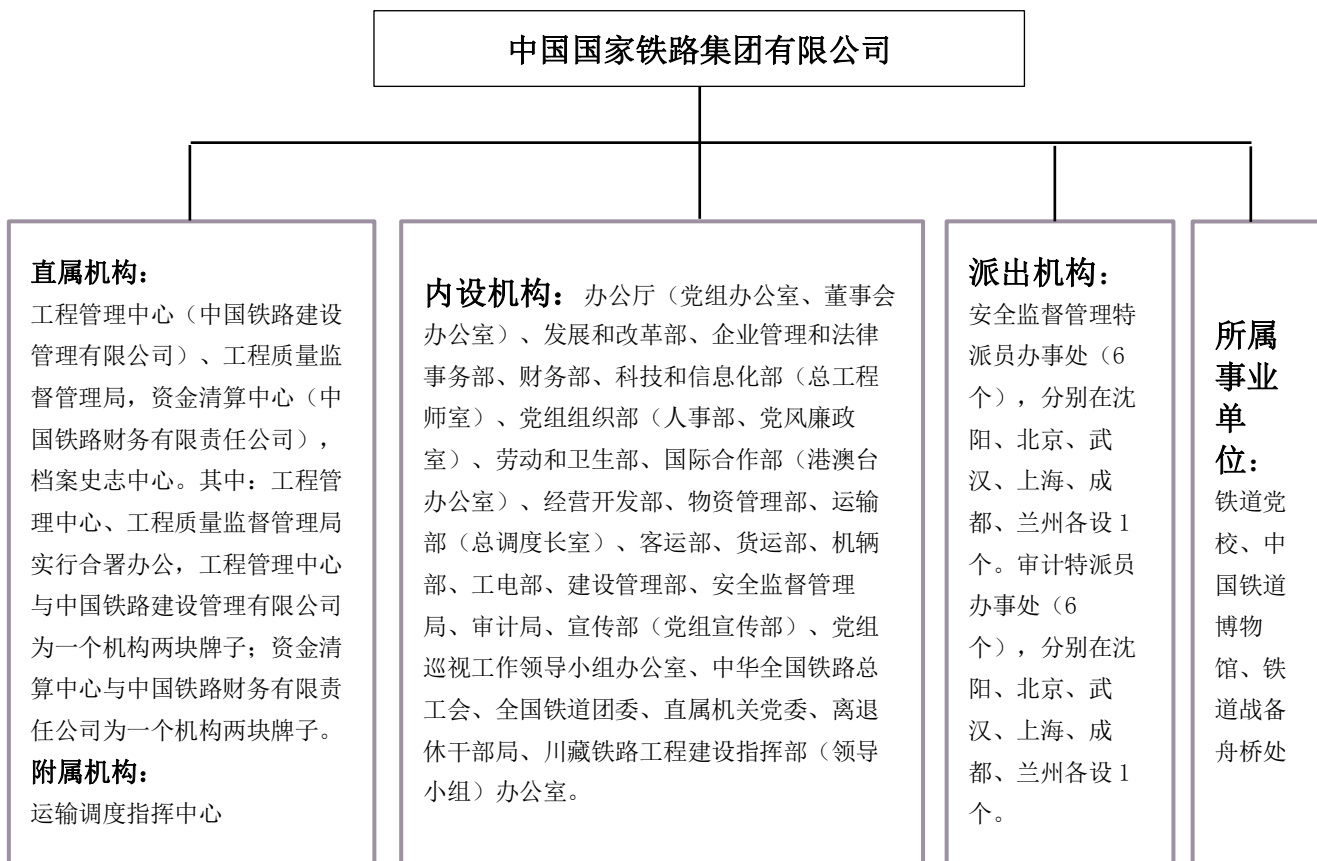 中国国家铁路集团有限公司
直属机构：
工程管理中心（中国铁路建设
管理有限公司）、工程质量监
督管理局，资金清算中心（中
国铁路财务有限责任公司），
档案史志中心。其中：工程管
理中心、工程质量监督管理局
实行合署办公，工程管理中心
与中国铁路建设管理有限公司
为一个机构两块牌子；资金清
算中心与中国铁路财务有限责
任公司为一个机构两块牌子。
附属机构：
运输调度指挥中心
内设机构：办公厅（党组办公室、董事会
办公室）、发展和改革部、企业管理和法律
事务部、财务部、科技和信息化部（总工程
师室）、党组组织部（人事部、党风廉政
室）、劳动和卫生部、国际合作部（港澳台
办公室）、经营开发部、物资管理部、运输
部（总调度长室）、客运部、货运部、机辆
部、工电部、建设管理部、安全监督管理
局、审计局、宣传部（党组宣传部）、党组
巡视工作领导小组办公室、中华全国铁路总
工会、全国铁道团委、直属机关党委、离退
休干部局、川藏铁路工程建设指挥部（领导
小组）办公室。
派出机构：
安全监督管理特
派员办事处（6
个），分别在沈
阳、北京、武
汉、上海、成
都、兰州各设1
个。审计特派员
办事处（6
个），分别在沈
阳、北京、武
汉、上海、成
都、兰州各设1
个。
所属
事业
单
位：
铁道党
校、中
国铁道
博物
馆、铁
道战备
舟桥处